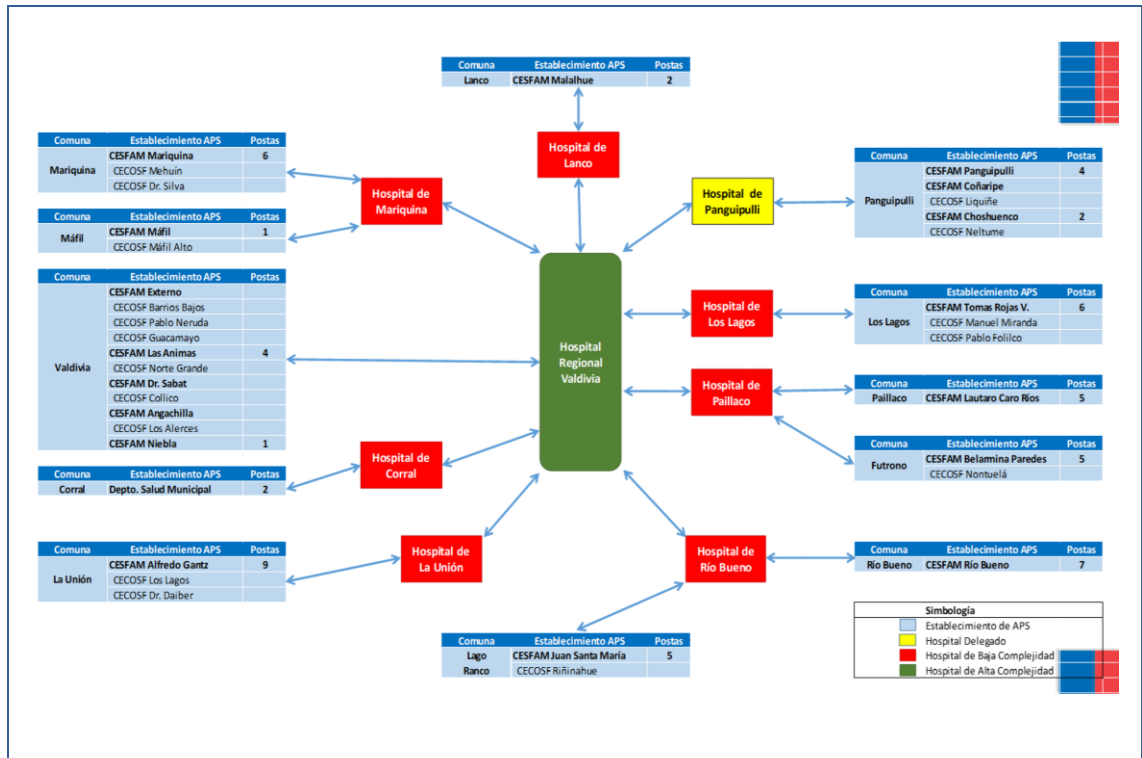 Comuna Establecimiento APS Postas
Lanco CESFAM Malalhue 2
Hospital de
Lanco
Comuna Establecimiento APS Postas
Mariquina
CESFAM Mariquina 6
CECOSF Mehuín
CECOSF Dr. Silva
Hospital de
Mariquina
Comuna Establecimiento APS Postas
Máfil
CESFAM Máfil 1
CECOSF Máfil Alto
Hospital de
Panguipulli
Comuna Establecimiento APS Postas
Panguipulli
CESFAM Panguipulli 4
CESFAM Coñaripe
CECOSF Liquiñe
CESFAM Choshuenco 2
CECOSF Neltume
Comuna Establecimiento APS Postas
Valdivia
CESFAM Externo
CECOSF Barrios Bajos
CECOSF Pablo Neruda
CECOSF Guacamayo
CESFAM Las Animas 4
CECOSF Norte Grande
CESFAM Dr. Sabat
CECOSF Collico
CESFAM Angachilla
CECOSF Los Alerces
CESFAM Niebla 1
Hospital
Regional
Valdivia
Hospital de
Los Lagos
Comuna Establecimiento APS Postas
Los Lagos
CESFAM Tomas Rojas V. 6
CECOSF Manuel Miranda
CECOSF Pablo Folilco
Hospital de
Paillaco
Comuna Establecimiento APS Postas
Paillaco CESFAM Lautaro Caro Ríos 5
Comuna Establecimiento APS Postas
Futrono
CESFAM Belamina Paredes 5
CECOSF Nontuelá
Hospital de
Corral
Comuna Establecimiento APS Postas
Corral Depto. Salud Municipal 2
Hospital de
La Unión
Comuna Establecimiento APS Postas
La Unión
CESFAM Alfredo Gantz 9
CECOSF Los Lagos
CECOSF Dr. Daiber
Hospital de
Río Bueno
Comuna Establecimiento APS Postas
Río Bueno CESFAM Río Bueno 7
Comuna Establecimiento APS Postas
Lago CESFAM Juan Santa María 5
Ranco CECOSF Riñinahue
Simbología
Establecimiento de APS
Hospital Delegado
Hospital de Baja Complejidad
Hospital de Alta Complejidad